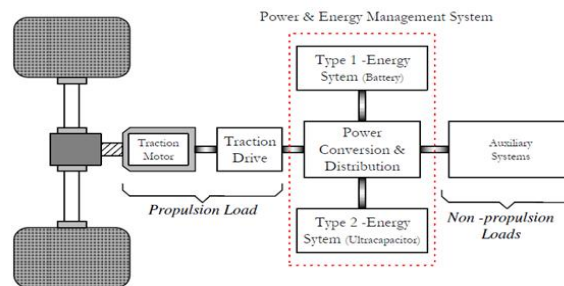 Power & Energy Management System
Type 1 -Energy
Sytem (Battery)
Traction
Motor
Traction
Drive
Power
Conversion &
Distribution
Auxiliary
Systems
Propulsion Load
Type 2 -Energy
Sytem (Ultracapacitor)
Non -propulsion
Loads